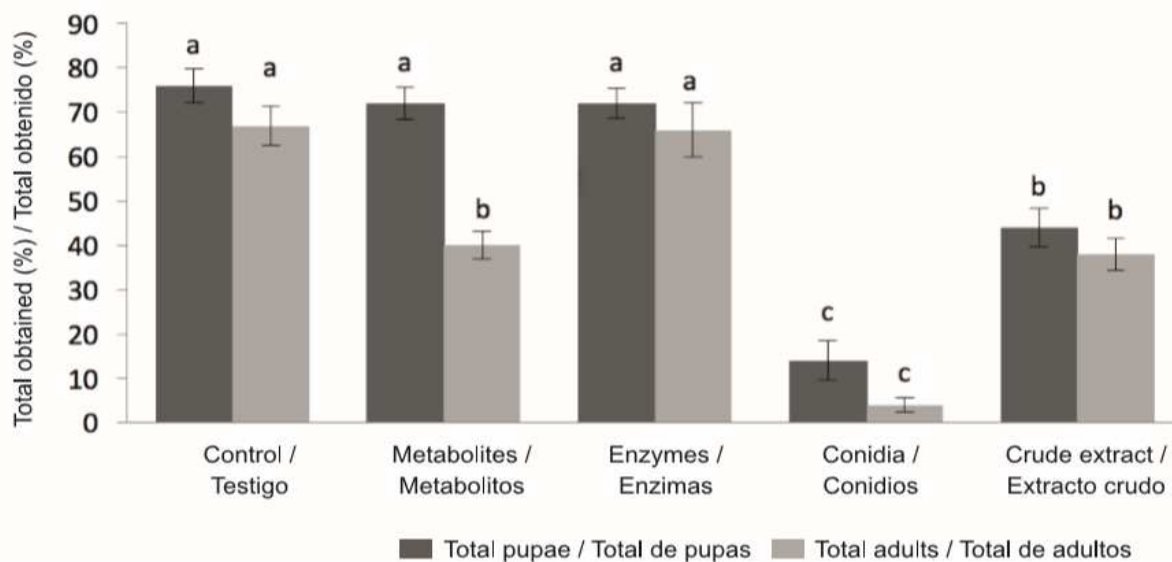 Total obtained (%) / Total obtenido (%)
90
80
70
60
50
40
30
20
10
0
a
a
a
b
a
a
c
c
b
b
Control /
Testigo
Metabolites /
Metabolitos
Enzymes /
Enzimas
Conidia /
Conidios
Crude extract /
Extracto crudo
Total pupae / Total de pupas
Total adults / Total de adultos